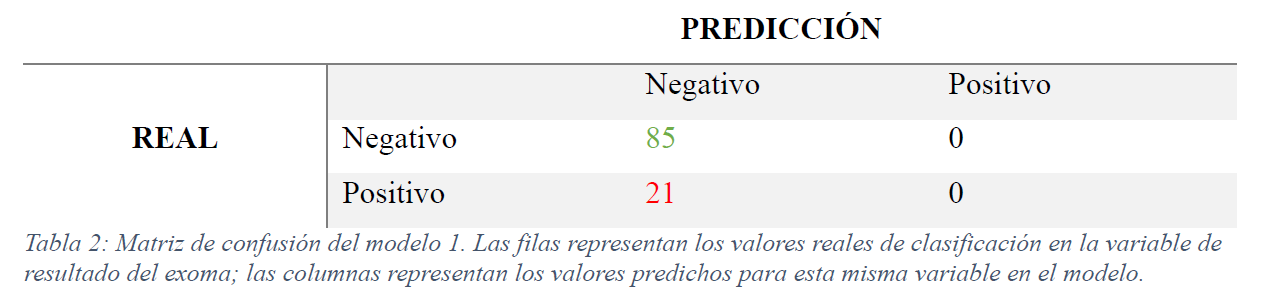 PREDICCIÓN
Negativo Positivo
REAL Negativo 85 0
Positivo 21 0
Tabla 2: Matriz de confusión del modelo 1. Las filas representan los valores reales de clasificación en la variable de
resultado del exoma; las columnas representan los valores predichos para esta misma variable en el modelo.